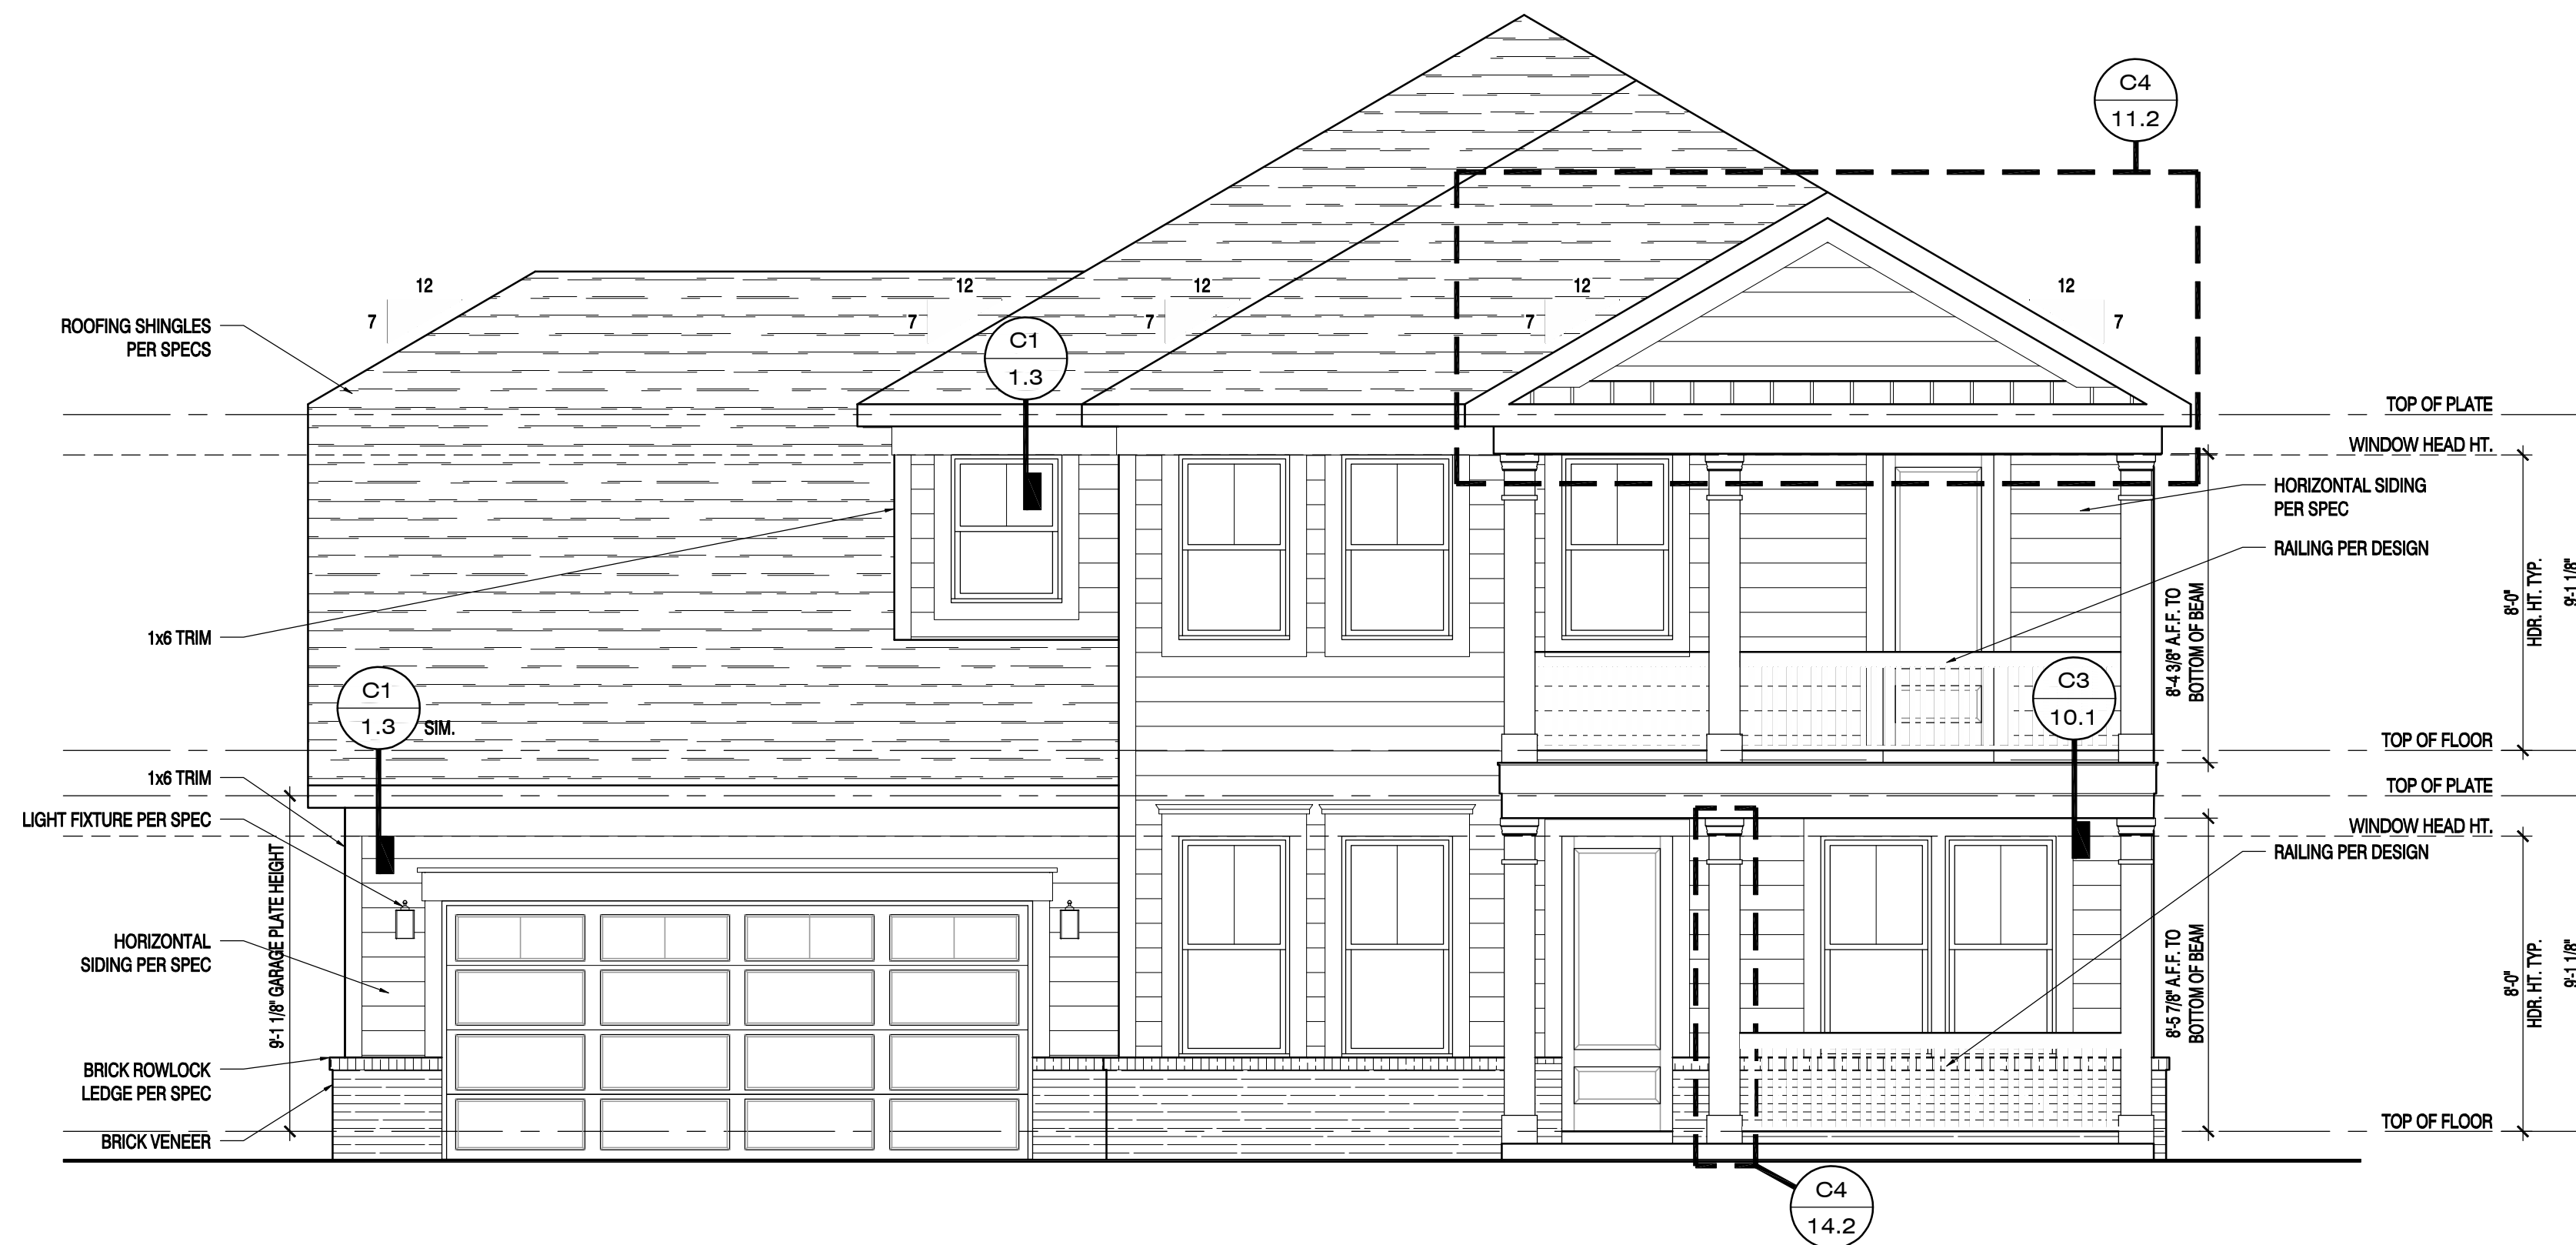 C4
11.2
12
7
12
7
12
7
12
7
12
7
ROOFING SHINGLES
PER SPECS
C1
1.3
TOP OF PLATE
WINDOW HEAD HT.
HORIZONTAL SIDING
PER SPEC
RAILING PER DESIGN
8'-4 3/8" A.F.F. TO
BOTTOM OF BEAM
8'-0"
HDR. HT. TYP.
9'-1 1/8"
1x6 TRIM
C1
1.3
SIM.
C3
10.1
TOP OF FLOOR
1x6 TRIM
TOP OF PLATE
LIGHT FIXTURE PER SPEC
WINDOW HEAD HT.
RAILING PER DESIGN
9'-1 1/8" GARAGE PLATE HEIGHT
HORIZONTAL
SIDING PER SPEC
8'-5 7/8" A.F.F. TO
BOTTOM OF BEAM
8'-0"
HDR. HT. TYP.
9'-1 1/8"
BRICK ROWLOCK
LEDGE PER SPEC
TOP OF FLOOR
BRICK VENEER
C4
14.2